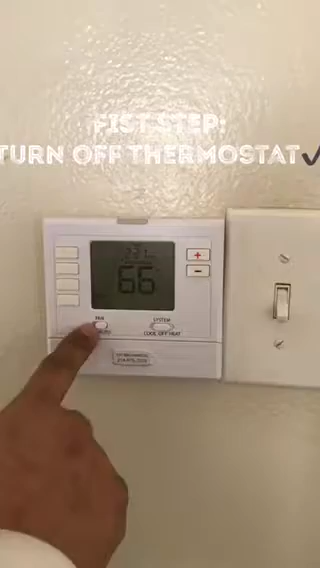 FIST STEP:
TURN OFF THERMOSTAT✓
66
+
−
FAN
SYSTEM
COOL OFF HEAT